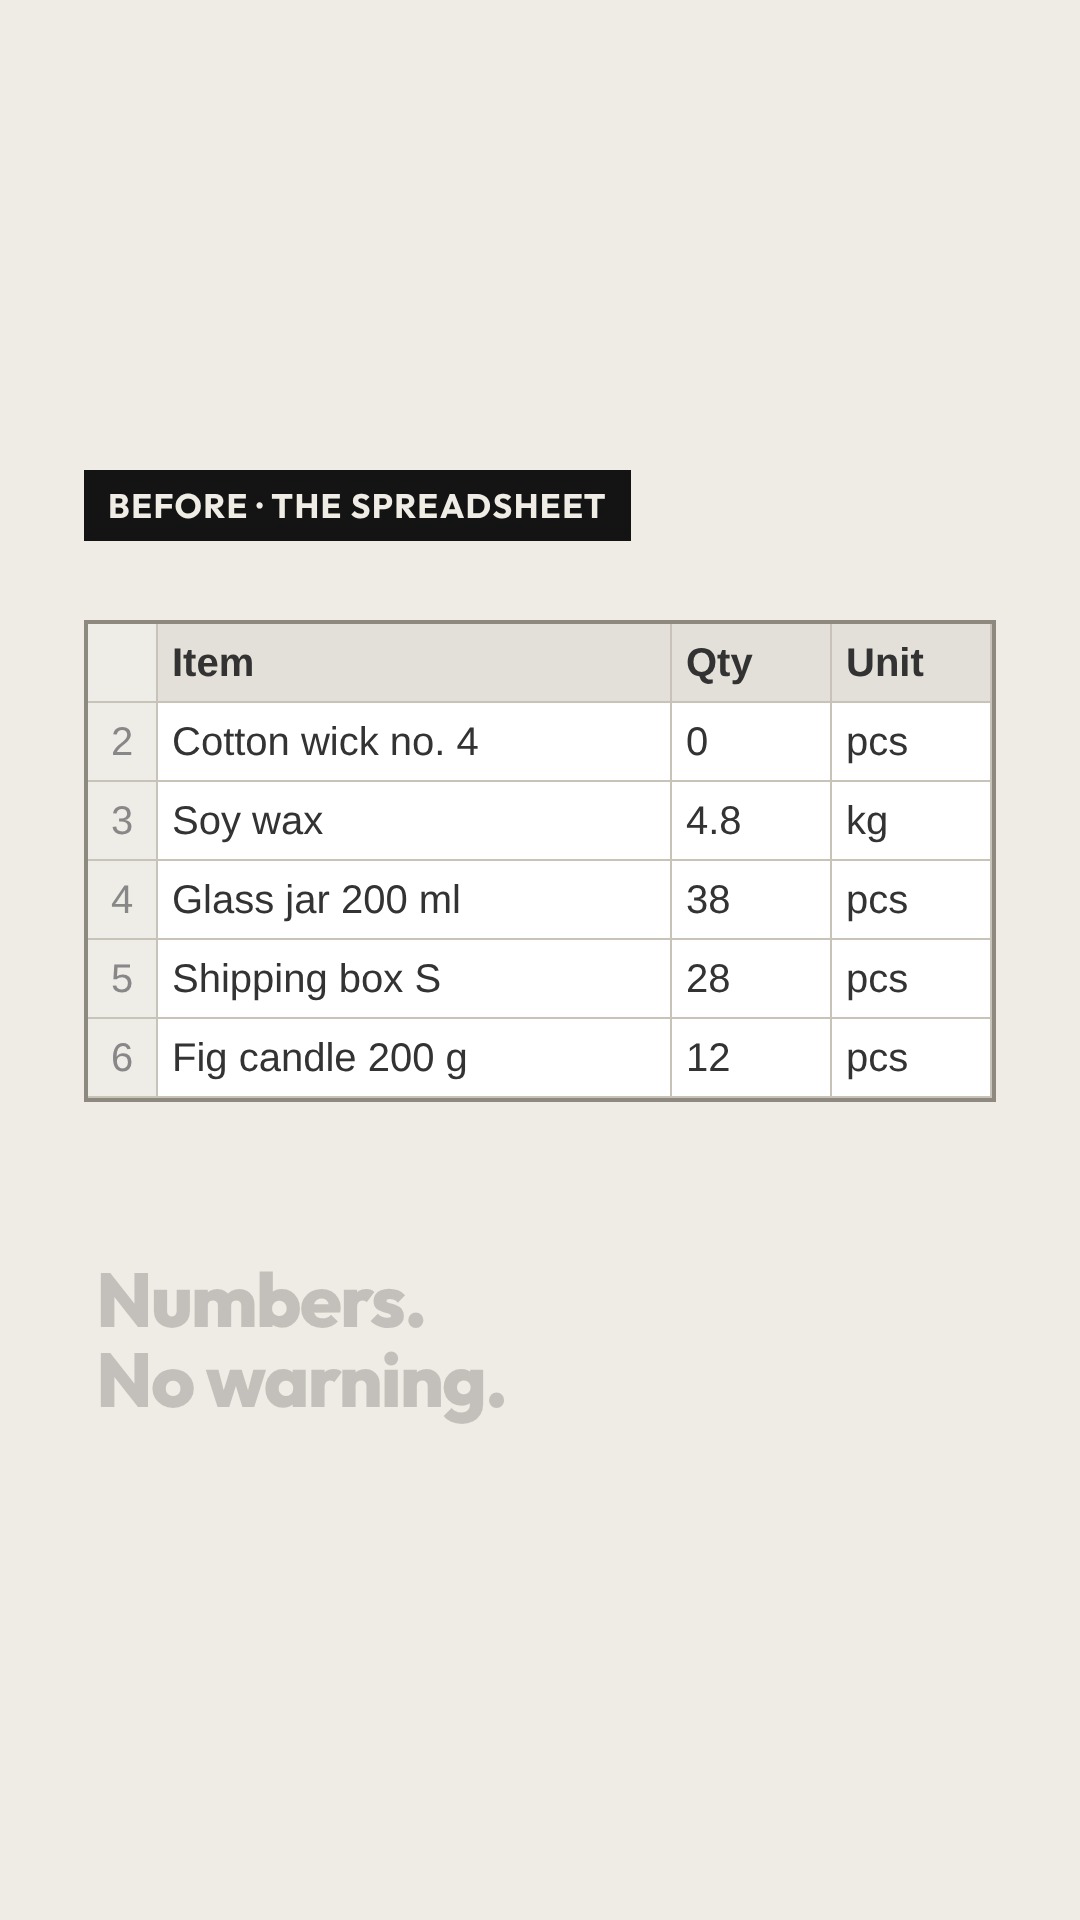 BEFORE · THE SPREADSHEET
Item Qty Unit
2 Cotton wick no. 4 0 pcs
3 Soy wax 4.8 kg
4 Glass jar 200 ml 38 pcs
5 Shipping box S 28 pcs
6 Fig candle 200 g 12 pcs
Numbers.
No warning.